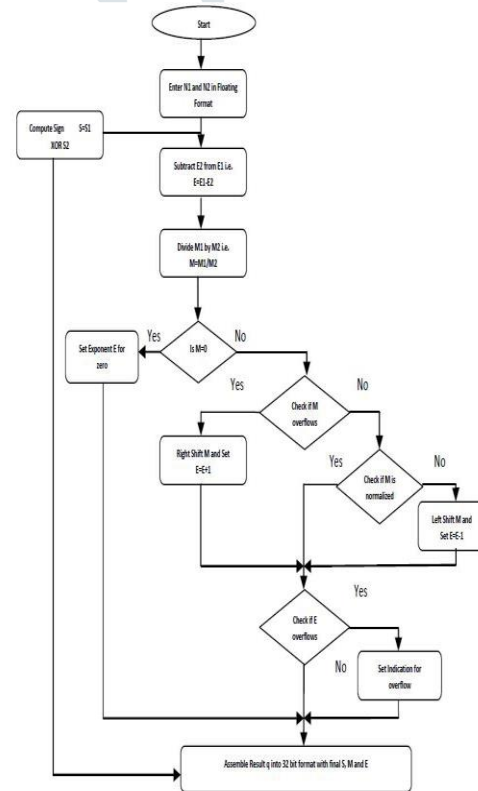 Start
Enter N1 and N2 in Floating
Format
Compute Sign S=S1
XOR S2
Subtract E2 from E1 i.e.
E=E1-E2
Divide M1 by M2 i.e.
M=M1/M2
Yes
Is M=0
No
Set Exponent E for
zero
Yes
No
Check if M
overflows
Right Shift M and Set
E=E+1
Yes
No
Check if M is
normalized
Left Shift M and
Set E=E-1
Yes
Check if E
overflows
No
Set Indication for
overflow
Assemble Result q into 32 bit format with final S, M and E